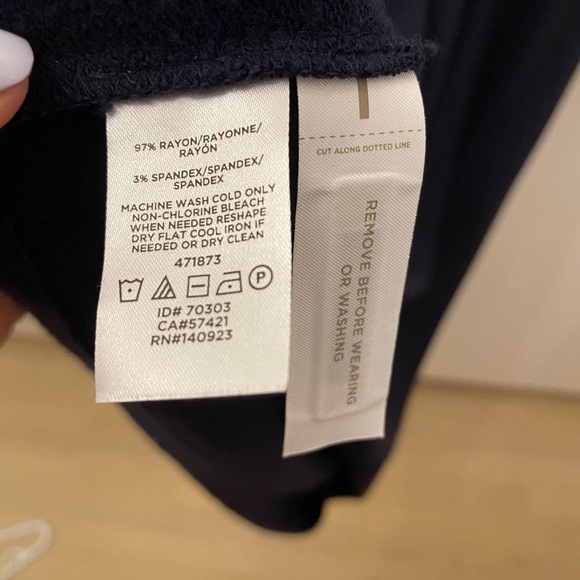 97% RAYON/RAYONNE/
RAYÓN
3% SPANDEX/SPANDEX/
SPANDEX
MACHINE WASH COLD ONLY
NON-CHLORINE BLEACH
WHEN NEEDED RESHAPE
DRY FLAT COOL IRON IF
NEEDED OR DRY CLEAN
471873
P
ID# 70303
CA#57421
RN#140923
CUT ALONG DOTTED LINE
REMOVE BEFORE WEARING
OR WASHING